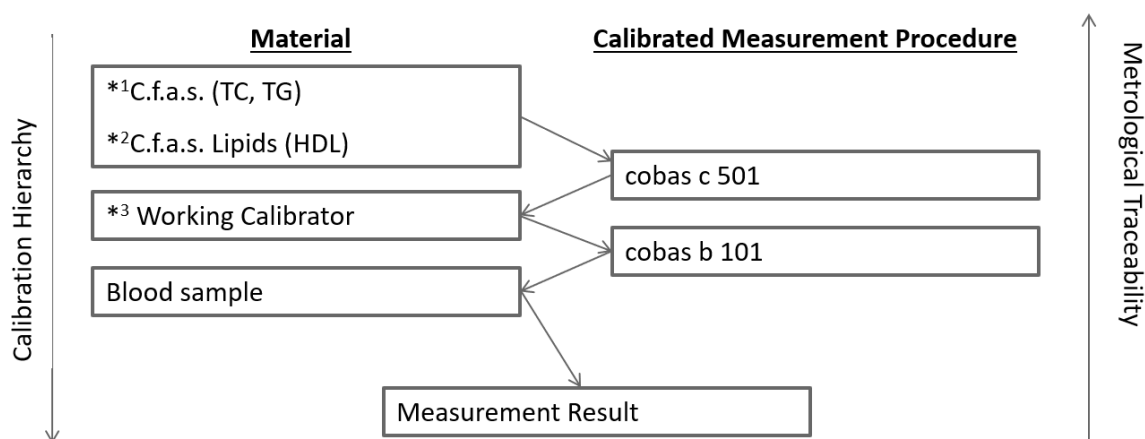 Material
Calibrated Measurement Procedure
*¹C.f.a.s. (TC, TG)
*²C.f.a.s. Lipids (HDL)
cobas c 501
*³ Working Calibrator
cobas b 101
Blood sample
Measurement Result
Calibration Hierarchy
Metrological Traceability